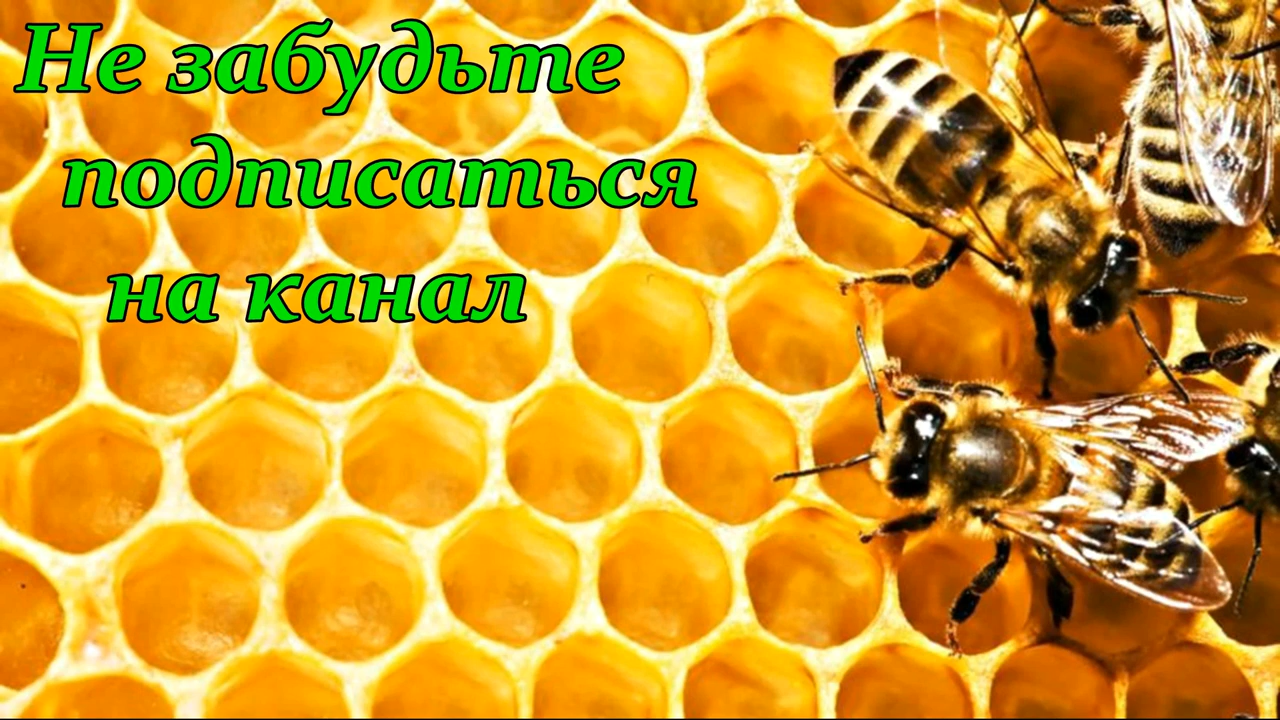 Не забудьте
подписаться
на канал